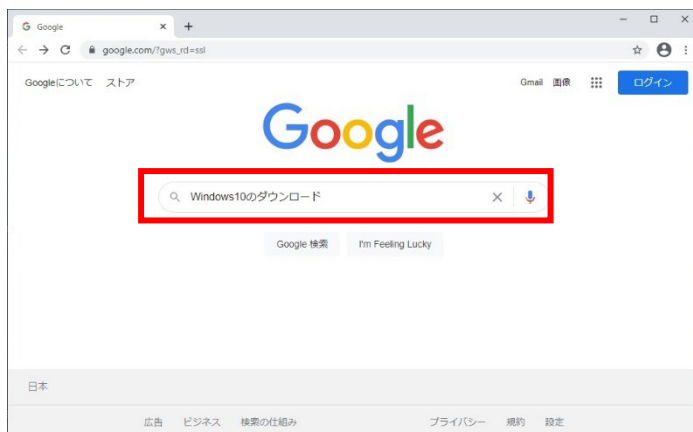 Google
google.com/?gws_rd=ssl
Googleについて ストア Gmail 画像 ログイン
Google
Windows10のダウンロード
Google 検索 I'm Feeling Lucky
日本
広告 ビジネス 検索の仕組み プライバシー 規約 設定